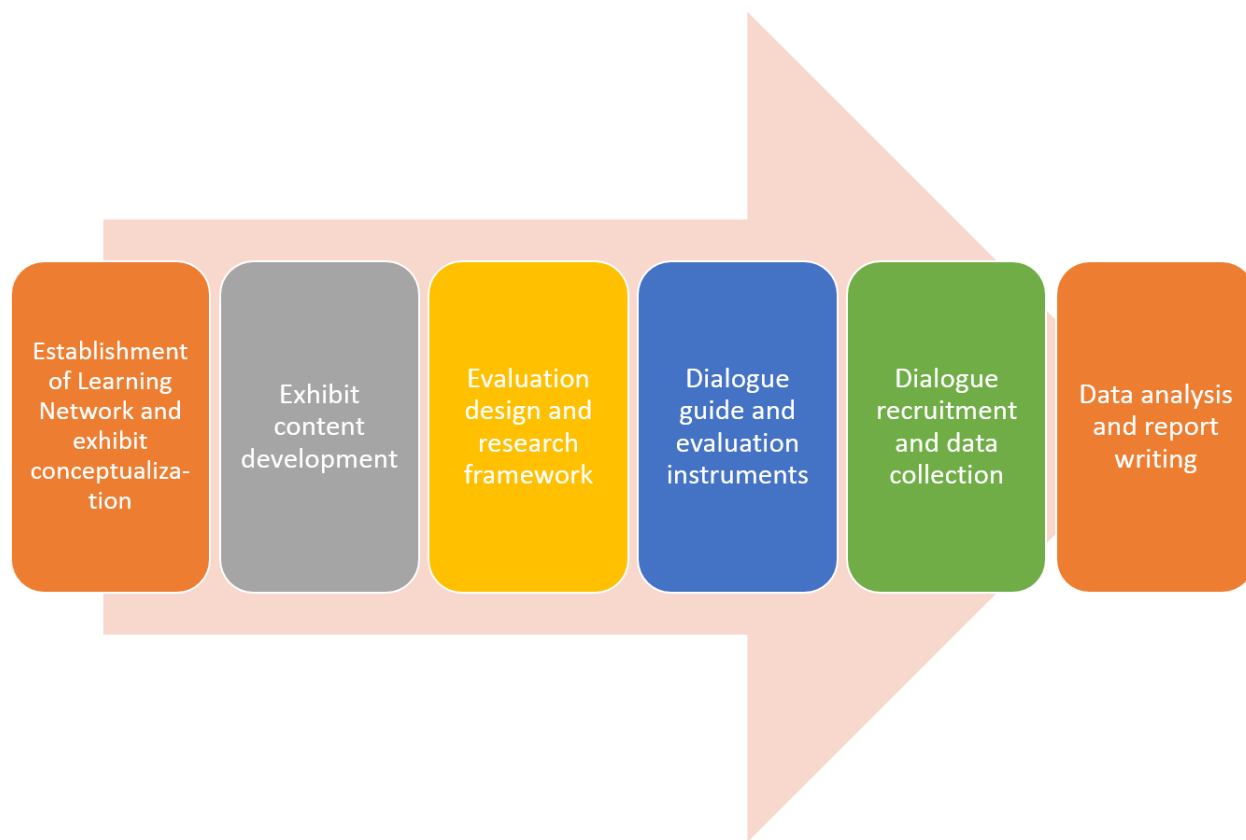 Establishment
of Learning
Network and
exhibit
conceptualiza-
tion
Exhibit
content
development
Evaluation
design and
research
framework
Dialogue
guide and
evaluation
instruments
Dialogue
recruitment
and data
collection
Data analysis
and report
writing